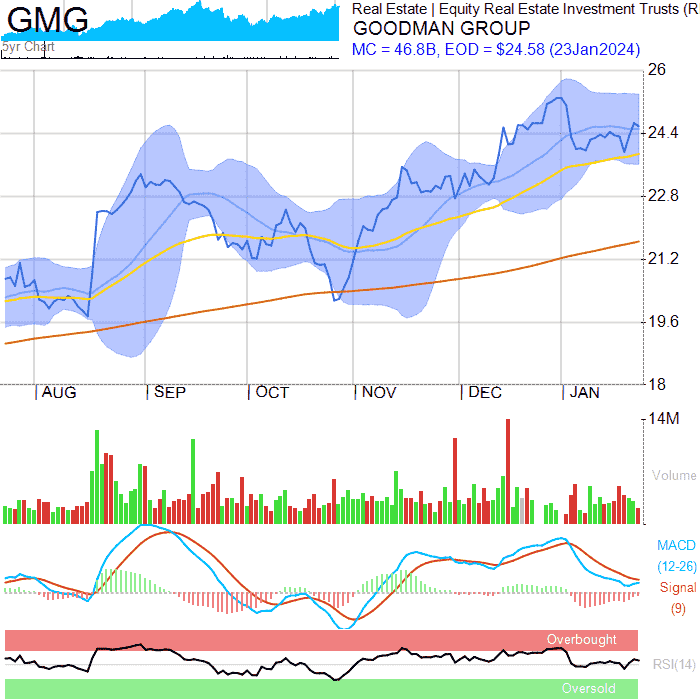 GMG
5yr Chart
Real Estate | Equity Real Estate Investment Trusts (R
GOODMAN GROUP
MC = 46.8B, EOD = $24.58 (23Jan2024)
26
24.4
22.8
21.2
19.6
18
| AUG | SEP | OCT | NOV | DEC | JAN
14M
Volume
MACD
(12-26)
Signal
(9)
Overbought
RSI(14)
Oversold